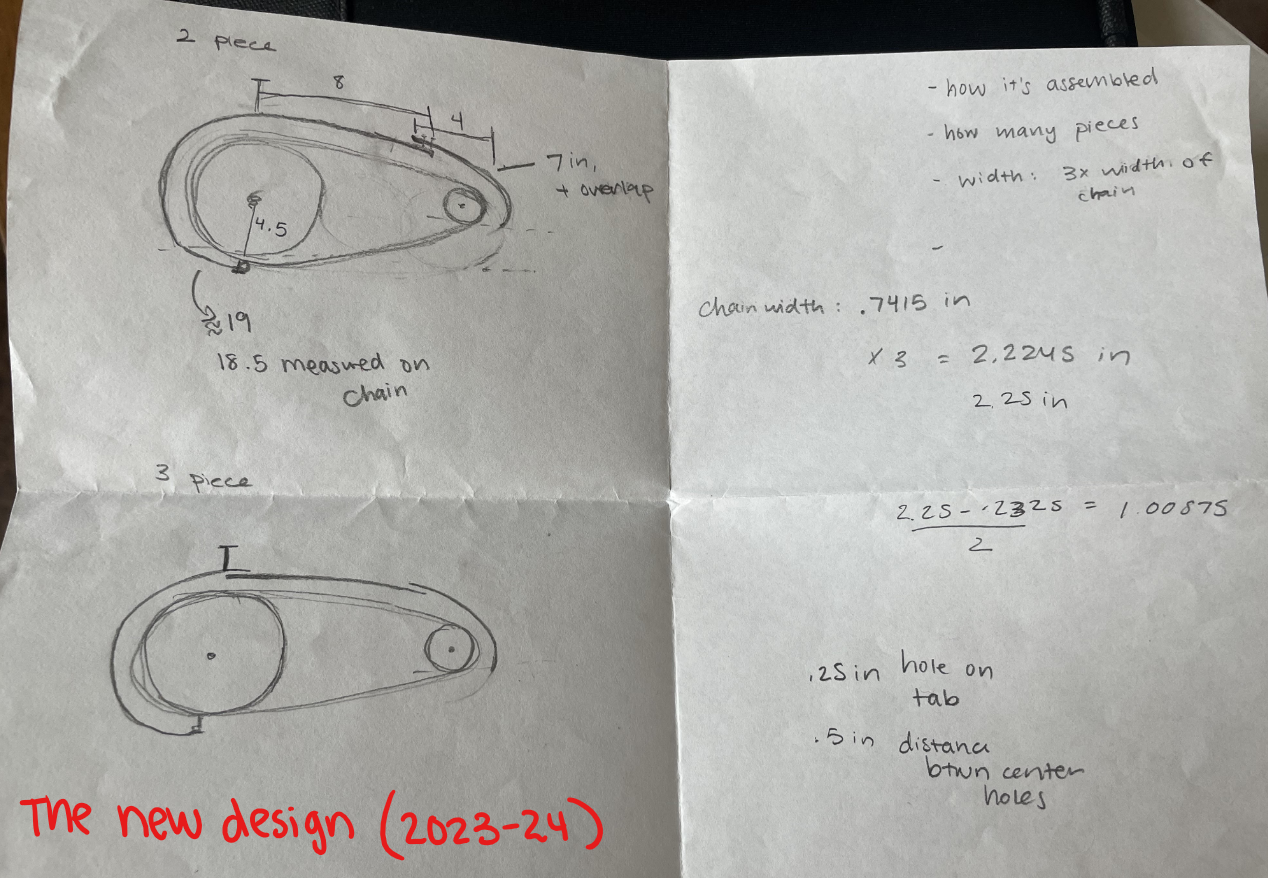 2 piece
8
4
7 in,
+ overlap
4.5
≈19
18.5 measured on
chain
- how it's assembled
- how many pieces
- width: 3x width of
chain
-
chain width: .7415 in
x 3 = 2.2245 in
2.25 in
3 piece
2.25 - .2325 = 1.00875
2
.25 in hole on
tab
.5 in distance
btwn center
holes
The new design (2023-24)